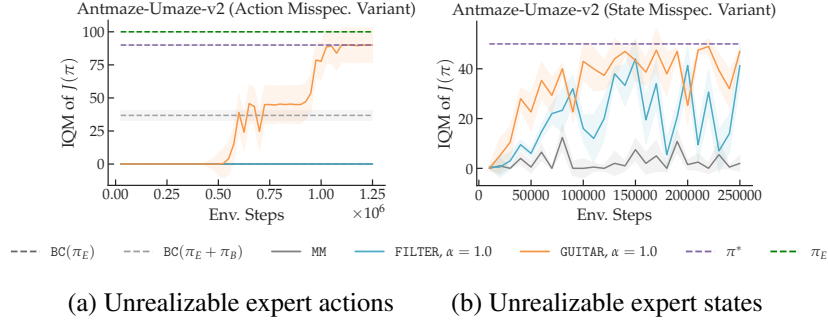 Antmaze-Umaze-v2 (Action Misspec. Variant)
100
75
50
25
0
IQM of J(π)
0.00 0.25 0.50 0.75 1.00 1.25
Env. Steps
×10⁶
Antmaze-Umaze-v2 (State Misspec. Variant)
40
20
0
IQM of J(π)
50000 100000 150000 200000 250000
Env. Steps
BC(π_E) BC(π_E + π_B) MM FILTER, α = 1.0 GUITAR, α = 1.0 π* π_E
(a) Unrealizable expert actions
(b) Unrealizable expert states